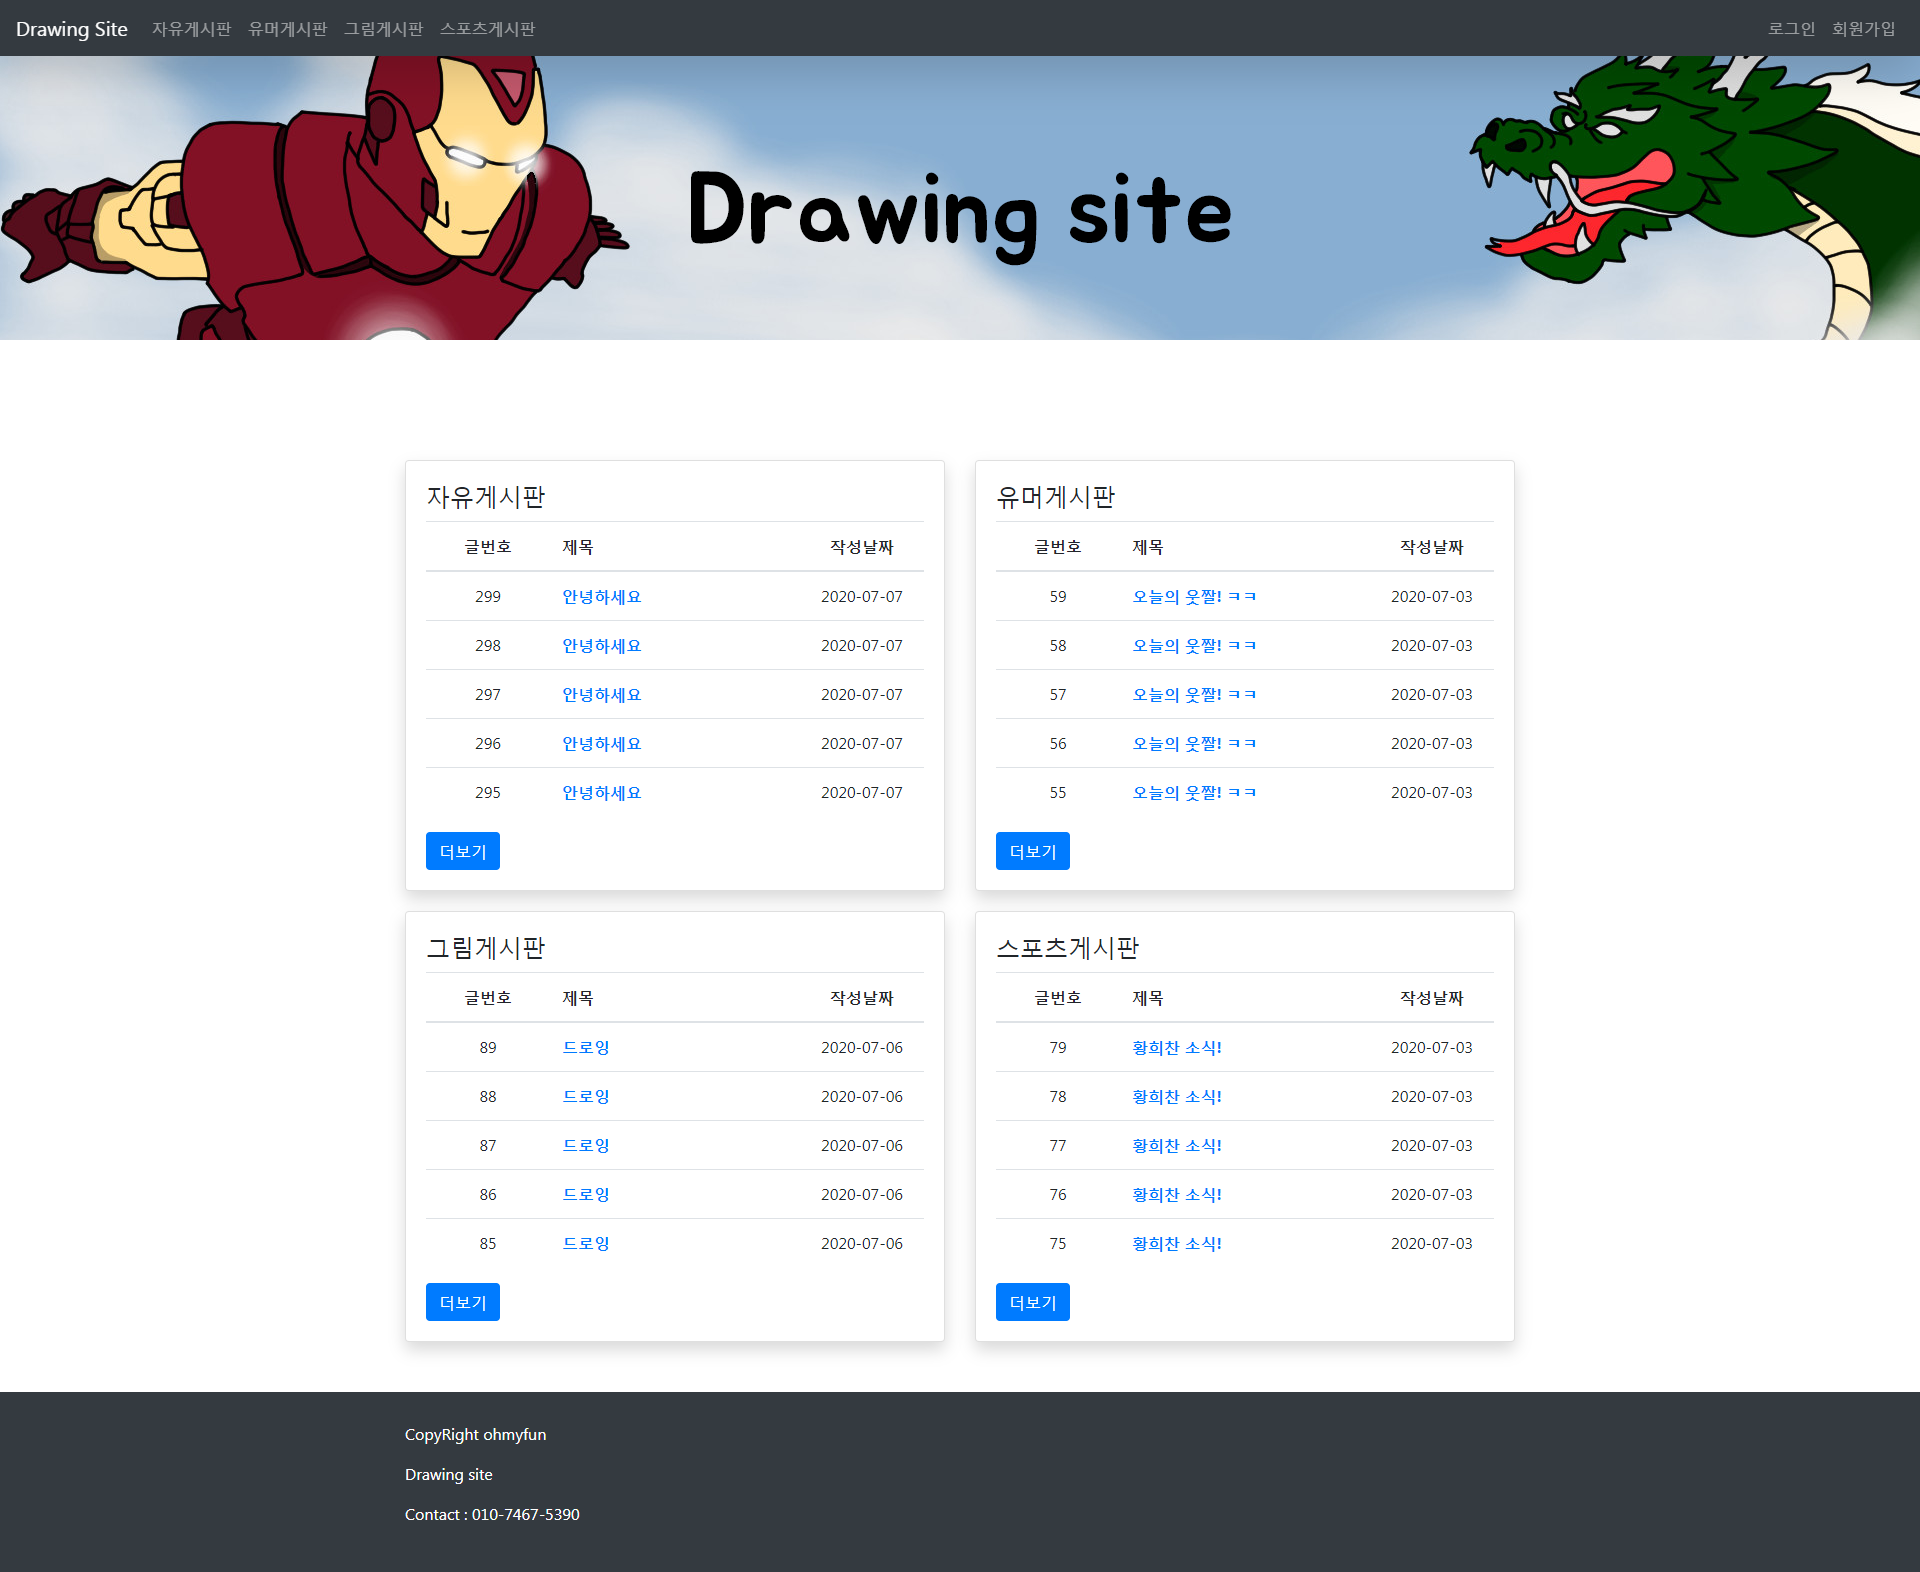 Drawing Site 자유게시판 유머게시판 그림게시판 스포츠게시판 로그인 회원가입
Drawing site
자유게시판
글번호 제목 작성날짜
299 안녕하세요 2020-07-07
298 안녕하세요 2020-07-07
297 안녕하세요 2020-07-07
296 안녕하세요 2020-07-07
295 안녕하세요 2020-07-07
더보기
유머게시판
글번호 제목 작성날짜
59 오늘의 웃짤! ㅋㅋ 2020-07-03
58 오늘의 웃짤! ㅋㅋ 2020-07-03
57 오늘의 웃짤! ㅋㅋ 2020-07-03
56 오늘의 웃짤! ㅋㅋ 2020-07-03
55 오늘의 웃짤! ㅋㅋ 2020-07-03
더보기
그림게시판
글번호 제목 작성날짜
89 드로잉 2020-07-06
88 드로잉 2020-07-06
87 드로잉 2020-07-06
86 드로잉 2020-07-06
85 드로잉 2020-07-06
더보기
스포츠게시판
글번호 제목 작성날짜
79 황희찬 소식! 2020-07-03
78 황희찬 소식! 2020-07-03
77 황희찬 소식! 2020-07-03
76 황희찬 소식! 2020-07-03
75 황희찬 소식! 2020-07-03
더보기
CopyRight ohmyfun
Drawing site
Contact : 010-7467-5390